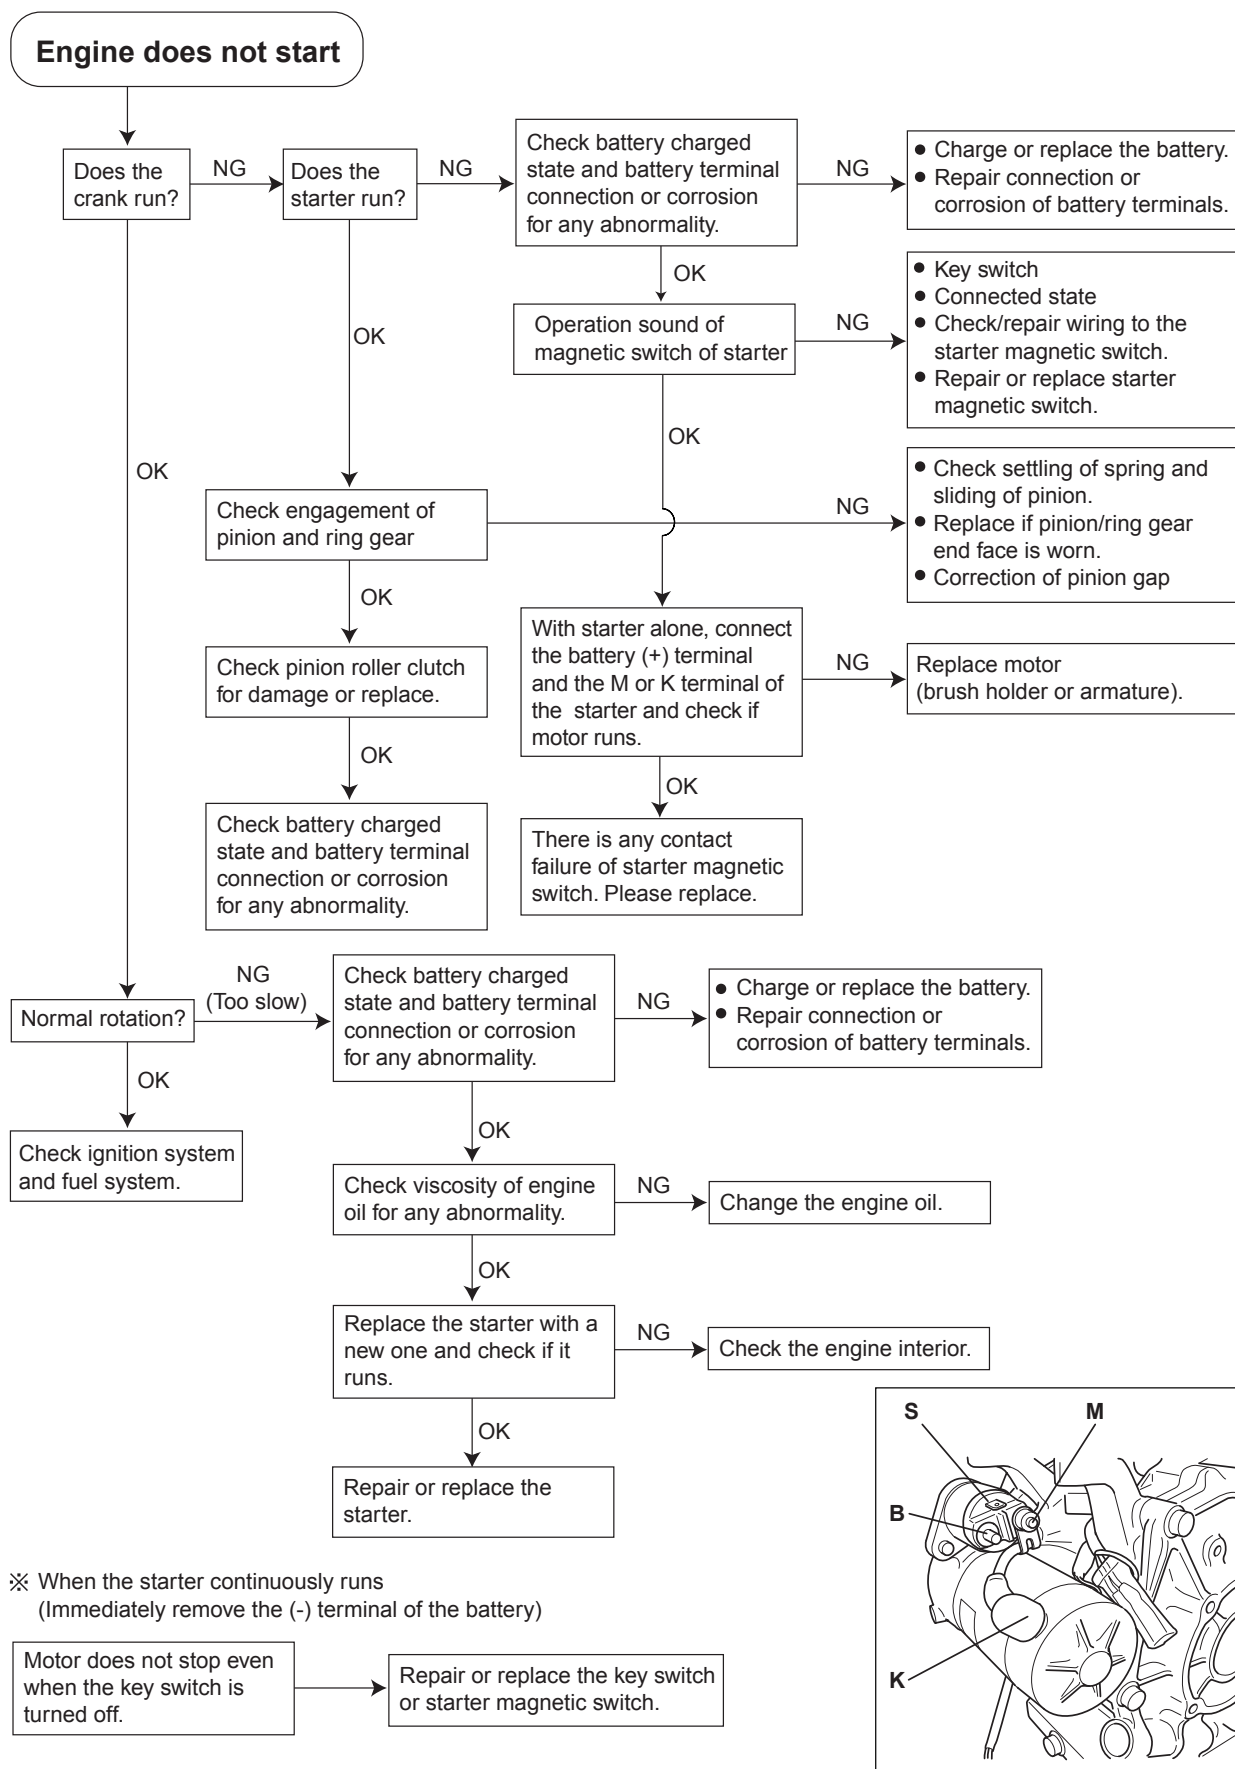 Engine does not start
Does the
crank run?
NG
Does the
starter run?
NG
Check battery charged
state and battery terminal
connection or corrosion
for any abnormality.
NG
● Charge or replace the battery.
● Repair connection or
corrosion of battery terminals.
OK
Operation sound of
magnetic switch of starter
NG
● Key switch
● Connected state
● Check/repair wiring to the
starter magnetic switch.
● Repair or replace starter
magnetic switch.
OK
OK
OK
Check engagement of
pinion and ring gear
NG
● Check settling of spring and
sliding of pinion.
● Replace if pinion/ring gear
end face is worn.
● Correction of pinion gap
OK
Check pinion roller clutch
for damage or replace.
With starter alone, connect
the battery (+) terminal
and the M or K terminal of
the starter and check if
motor runs.
NG
Replace motor
(brush holder or armature).
OK
OK
Check battery charged
state and battery terminal
connection or corrosion
for any abnormality.
There is any contact
failure of starter magnetic
switch. Please replace.
Normal rotation?
NG
(Too slow)
Check battery charged
state and battery terminal
connection or corrosion
for any abnormality.
NG
● Charge or replace the battery.
● Repair connection or
corrosion of battery terminals.
OK
Check ignition system
and fuel system.
OK
Check viscosity of engine
oil for any abnormality.
NG
Change the engine oil.
OK
Replace the starter with a
new one and check if it
runs.
NG
Check the engine interior.
OK
Repair or replace the
starter.
S
M
B
K
※ When the starter continuously runs
(Immediately remove the (-) terminal of the battery)
Motor does not stop even
when the key switch is
turned off.
Repair or replace the key switch
or starter magnetic switch.